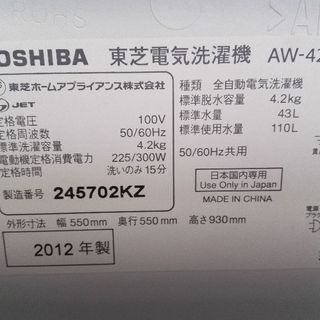 OSHIBA 東芝電気洗濯機 AW-42
東芝ホームアプライアンス株式会社
JET
定格電圧 100V
定格周波数 50/60Hz
標準洗濯容量 4.2kg
電動機定格消費電力 225/300W
定格時間 洗いのみ15分
製造番号 245702KZ
種類 全自動電気洗濯機
標準脱水容量 4.2kg
標準水量 43L
標準使用水量 110L
50/60Hz共用
日本国内専用
Use Only in Japan
MADE IN CHINA
外形寸法 幅550mm 奥行550mm 高さ930mm
2012年製